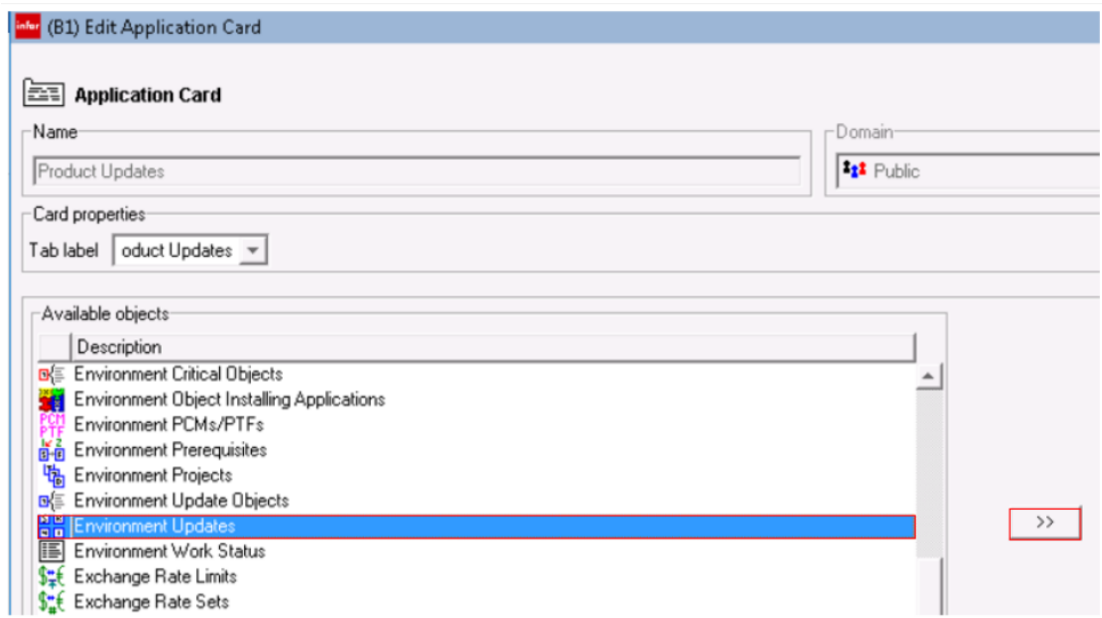 infor (B1) Edit Application Card
Application Card
Name
Domain
Product Updates
Public
Card properties
Tab label oduct Updates
Available objects
Description
Environment Critical Objects
Environment Object Installing Applications
PCM PTF Environment PCMs/PTFs
Environment Prerequisites
Environment Projects
Environment Update Objects
Environment Updates
>>
Environment Work Status
Exchange Rate Limits
Exchange Rate Sets